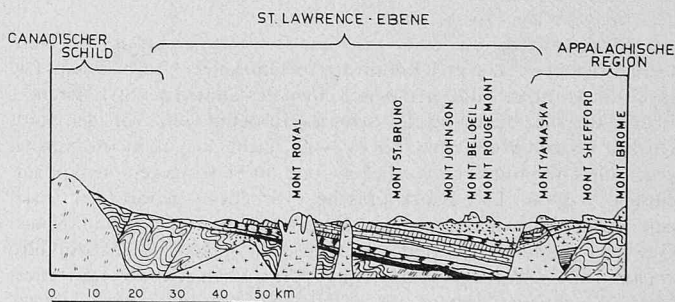 ST. LAWRENCE - EBENE
CANADISCHER
SCHILD
APPALACHISCHE
REGION
MONT ROYAL
MONT ST. BRUNO
MONT JOHNSON
MONT BELOEIL
MONT ROUGEMONT
MONT YAMASKA
MONT SHEFFORD
MONT BROME
0 10 20 30 40 50 km